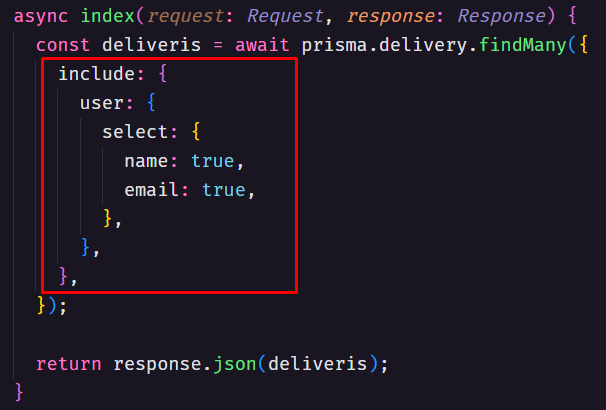 async index(request: Request, response: Response) {
  const deliveris = await prisma.delivery.findMany({
    include: {
      user: {
        select: {
          name: true,
          email: true,
        },
      },
    },
  });

  return response.json(deliveris);
}